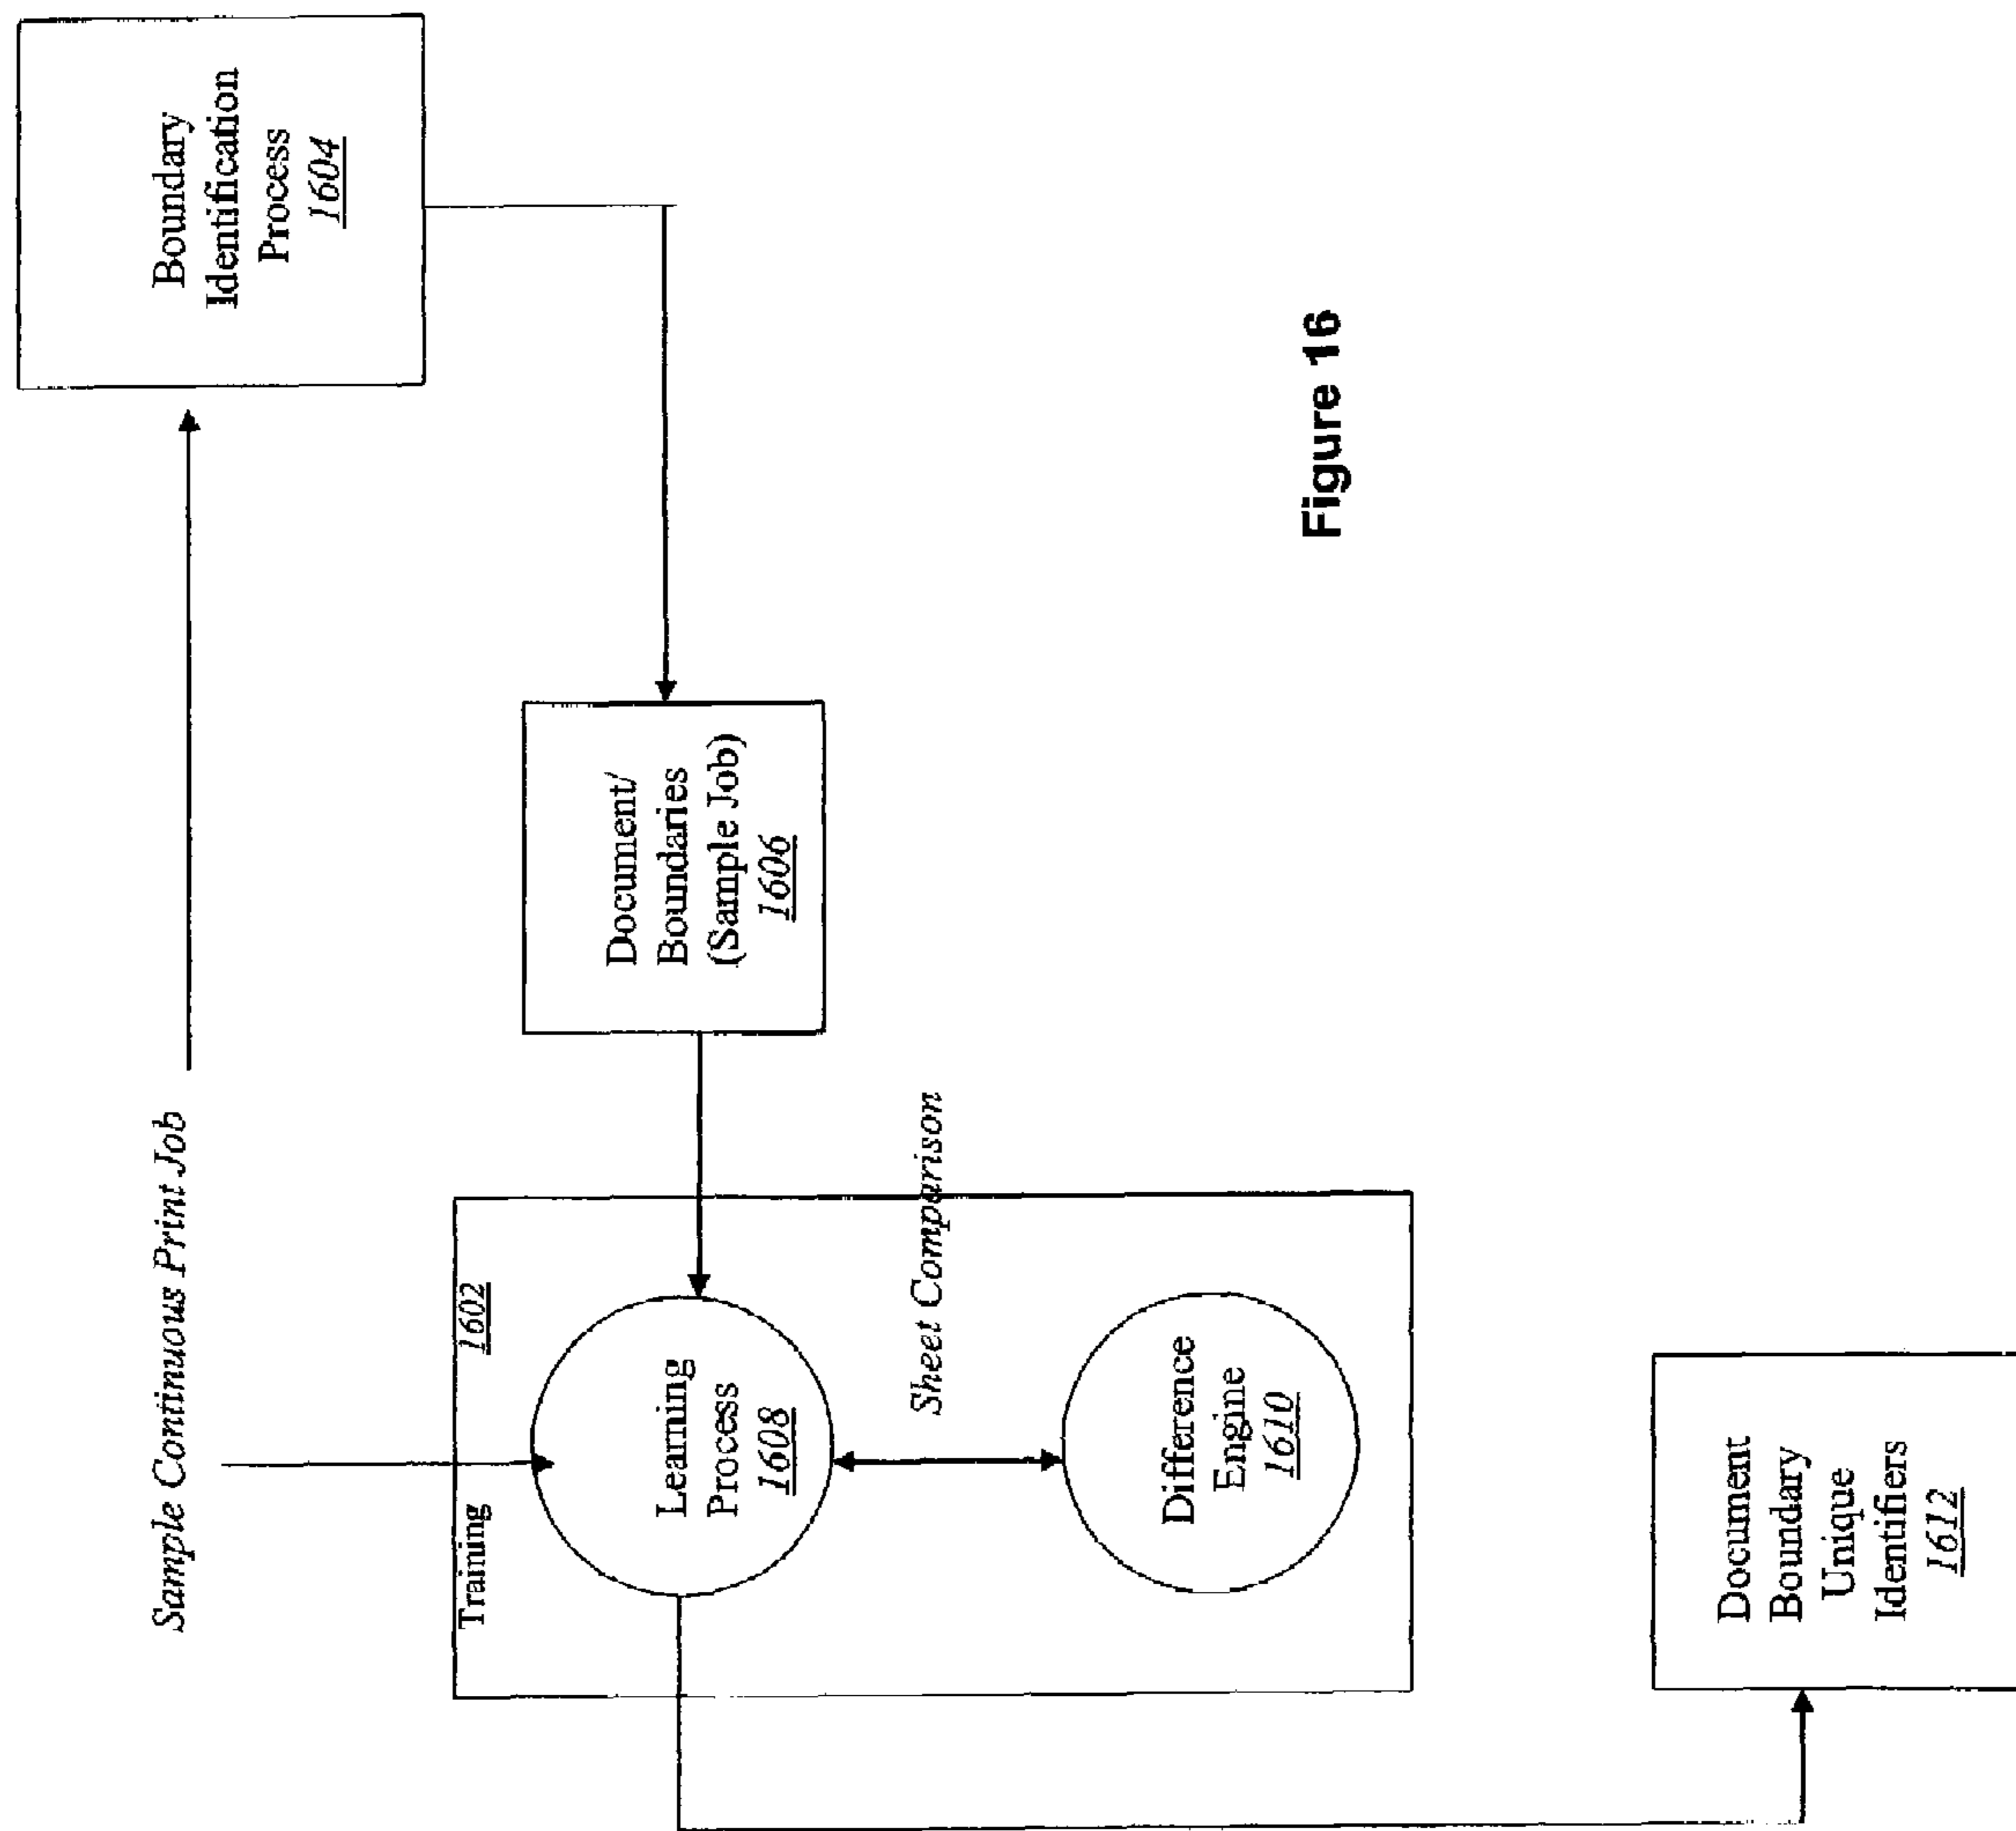 Sample Continuous Print Job
Boundary
Identification
Process
1604
Training
1602
Learning
Process
1608
Document/
Boundaries
(Sample Job)
1606
Sheet Comparison
Difference
Engine
1610
Document
Boundary
Unique
Identifiers
1612
Figure 16